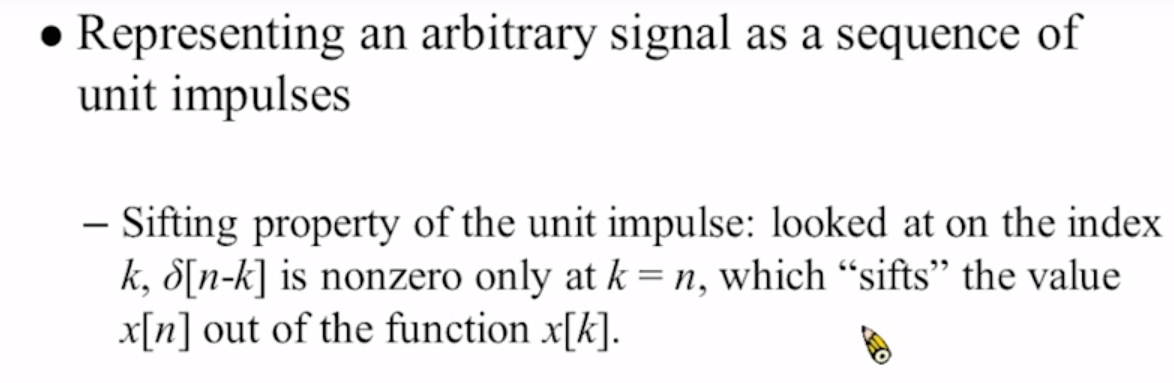 • Representing an arbitrary signal as a sequence of
unit impulses
– Sifting property of the unit impulse: looked at on the index
k, δ[n-k] is nonzero only at k = n, which “sifts” the value
x[n] out of the function x[k].